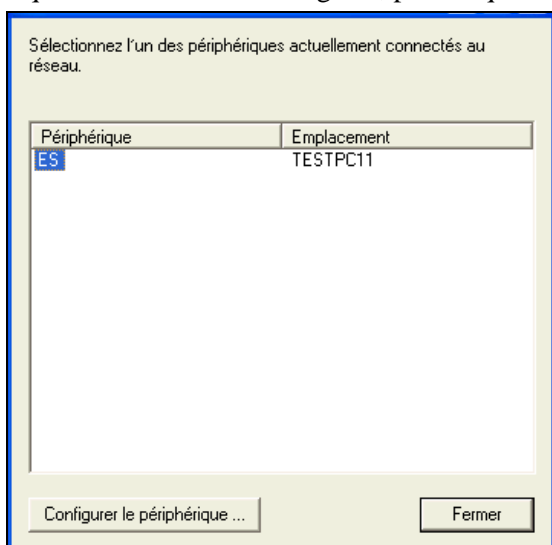 Sélectionnez l´un des périphériques actuellement connectés au
réseau.
Périphérique Emplacement
ES TESTPC11
Configurer le périphérique ... Fermer